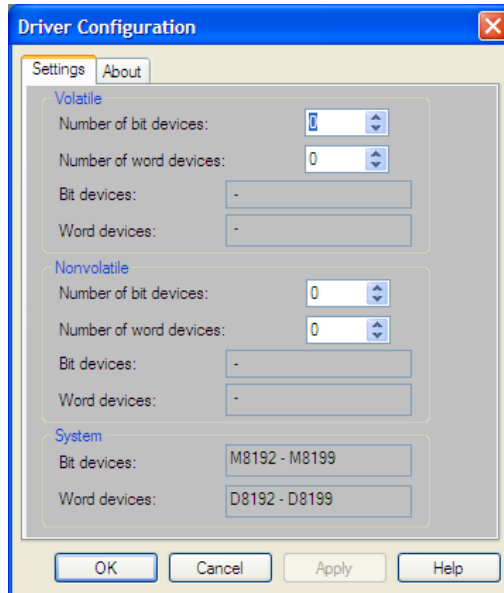 Driver Configuration
Settings About
Volatile
Number of bit devices: 0
Number of word devices: 0
Bit devices: -
Word devices: -
Nonvolatile
Number of bit devices: 0
Number of word devices: 0
Bit devices: -
Word devices: -
System
Bit devices: M8192 - M8199
Word devices: D8192 - D8199
OK Cancel Apply Help